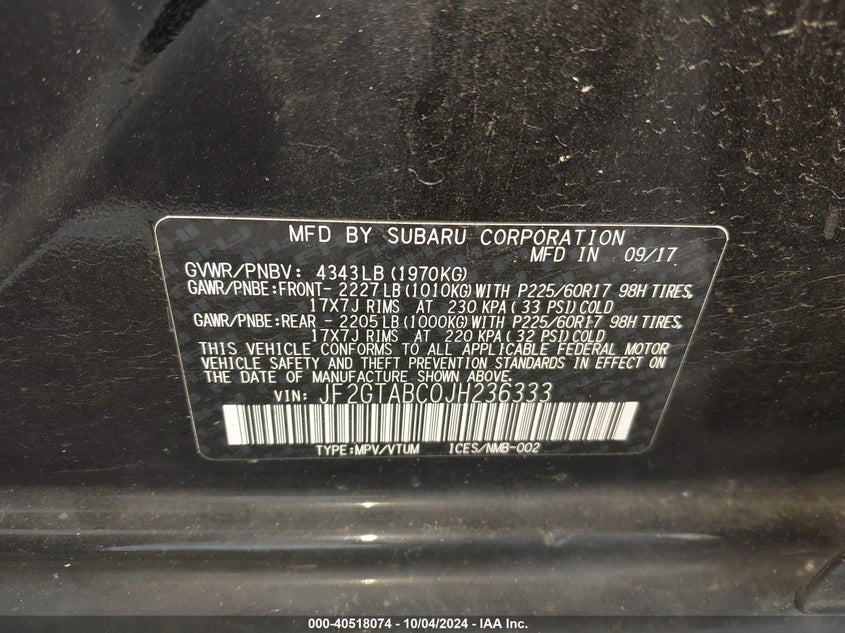 MFD BY SUBARU CORPORATION
MFD IN 09/17
GVWR/PNBV: 4343LB(1970KG)
GAWR/PNBE:FRONT- 2227LB(1010KG)WITH P225/60R17 98H TIRES,
17X7J RIMS AT 230 KPA(33 PSI)COLD
GAWR/PNBE:REAR - 2205LB(1000KG)WITH P225/60R17 98H TIRES,
17X7J RIMS AT 220 KPA(32 PSI)COLD
THIS VEHICLE CONFORMS TO ALL APPLICABLE FEDERAL MOTOR
VEHICLE SAFETY AND THEFT PREVENTION STANDARDS IN EFFECT ON
THE DATE OF MANUFACTURE SHOWN ABOVE.
VIN: JF2GTABC0JH236333
TYPE:MPV/VTUM ICES/NMB-002
000-40518074 - 10/04/2024 - IAA Inc.